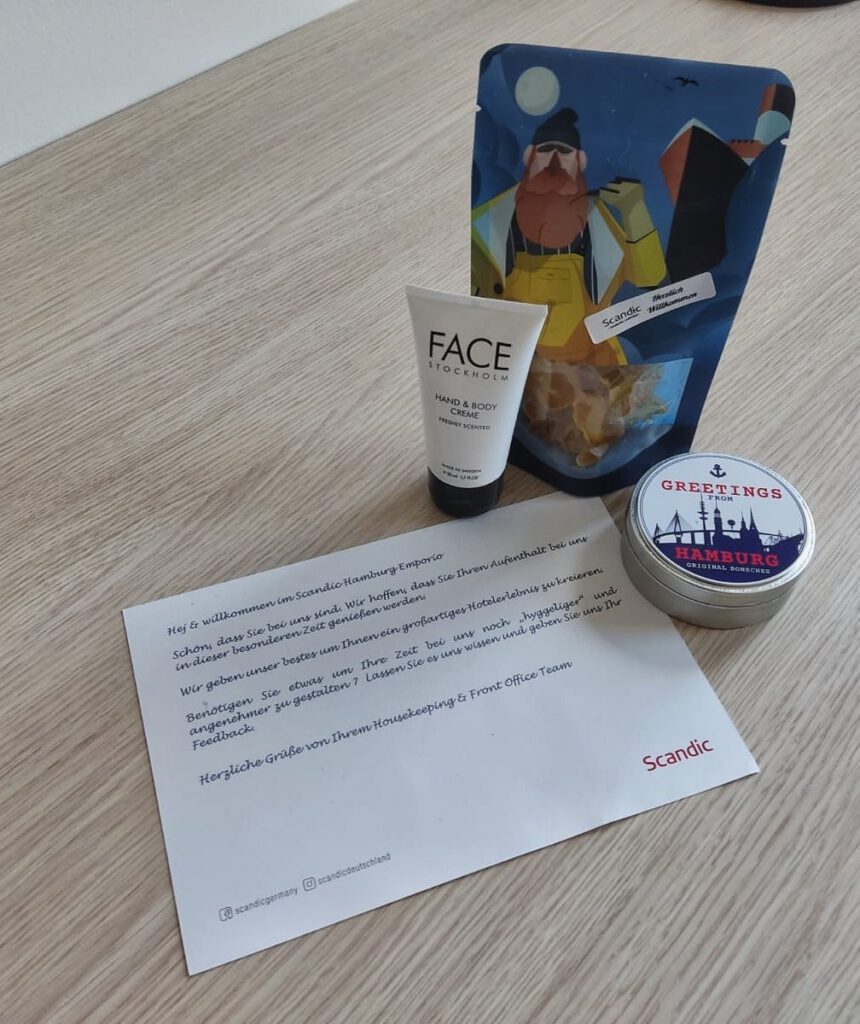 Scandic
Herzlich
Willkommen
FACE
STOCKHOLM
HAND & BODY
CREME
FRESHLY SCENTED
MADE IN SWEDEN
GREETINGS
FROM
HAMBURG
ORIGINAL BONSCHES
Hej & willkommen im Scandic Hamburg Emporio
Schön, dass Sie bei uns sind. Wir hoffen, dass Sie Ihren Aufenthalt bei uns
in dieser besonderen Zeit genießen werden.
Wir geben unser bestes um Ihnen ein großartiges Hotelerlebnis zu kreieren.
Benötigen Sie etwas um Ihre Zeit bei uns noch „hyggeliger" und
angenehmer zu gestalten ? Lassen Sie es uns wissen und geben Sie uns Ihr
Feedback.
Herzliche Grüße von Ihrem Housekeeping & Front Office Team
Scandic
scandicgermany scandicdeutschland